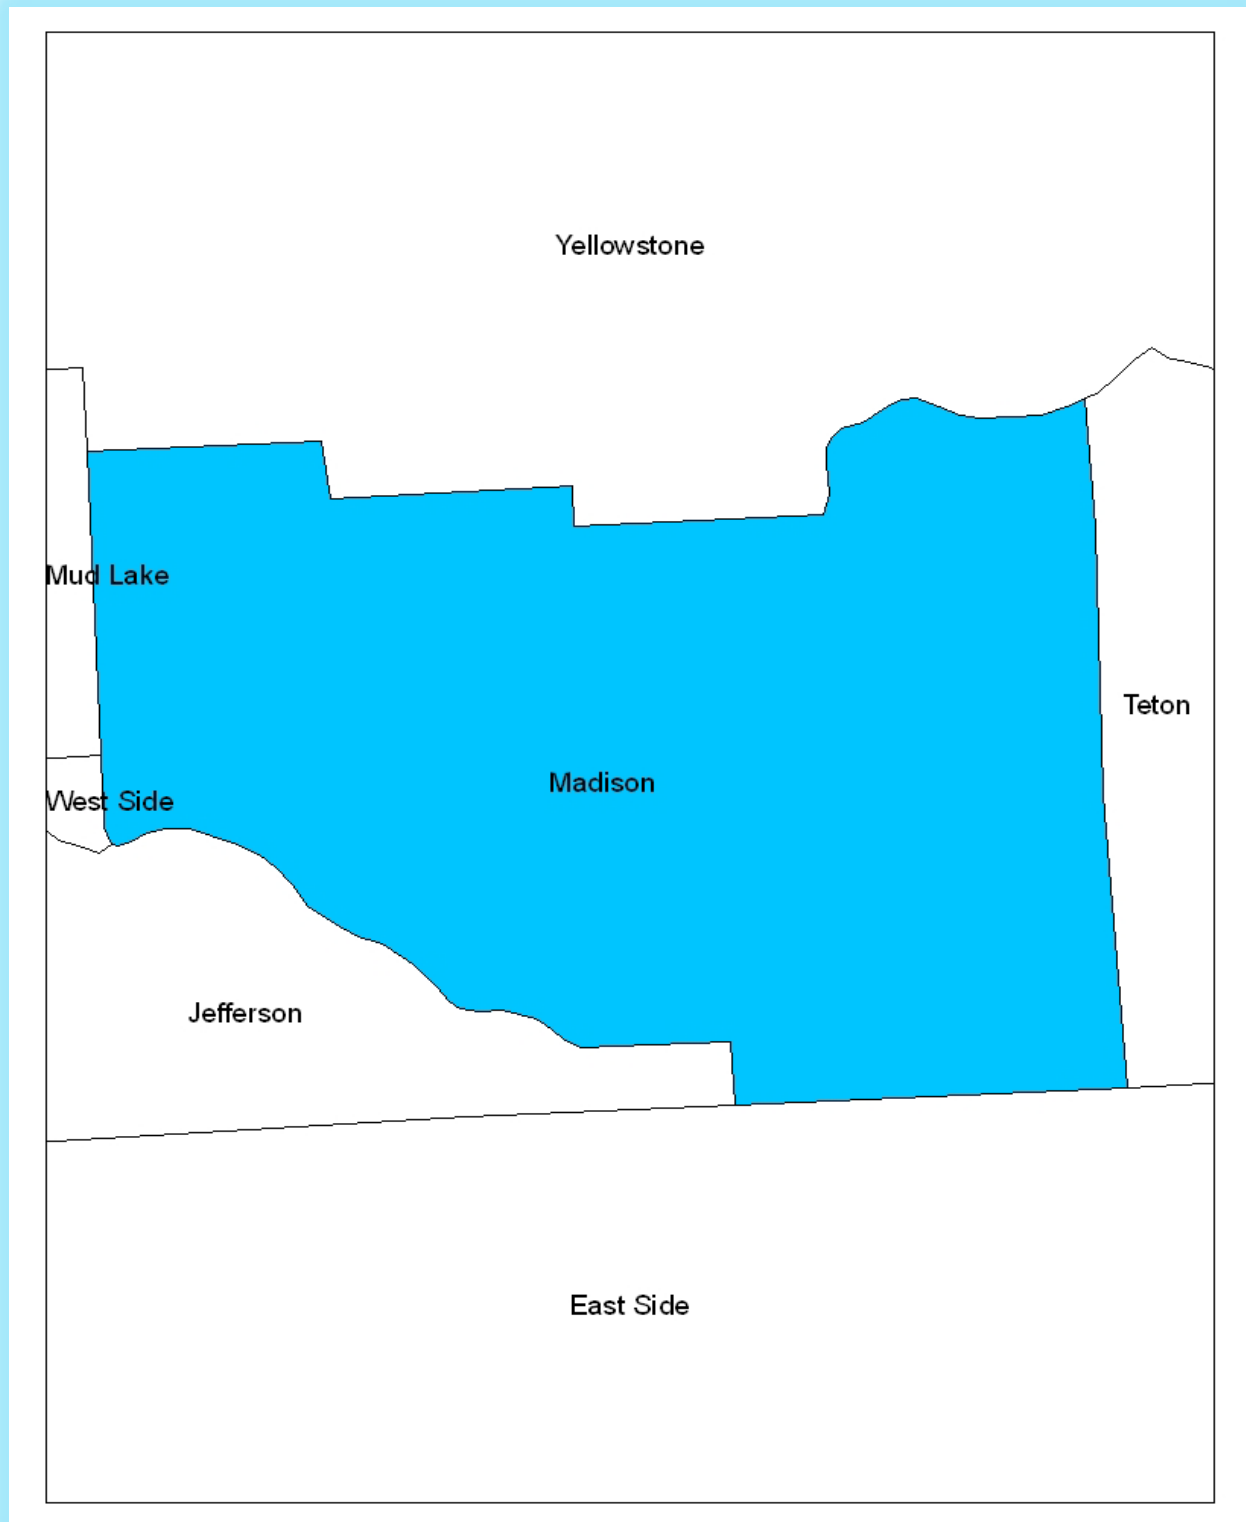 Yellowstone
Mud Lake
Teton
Madison
West Side
Jefferson
East Side